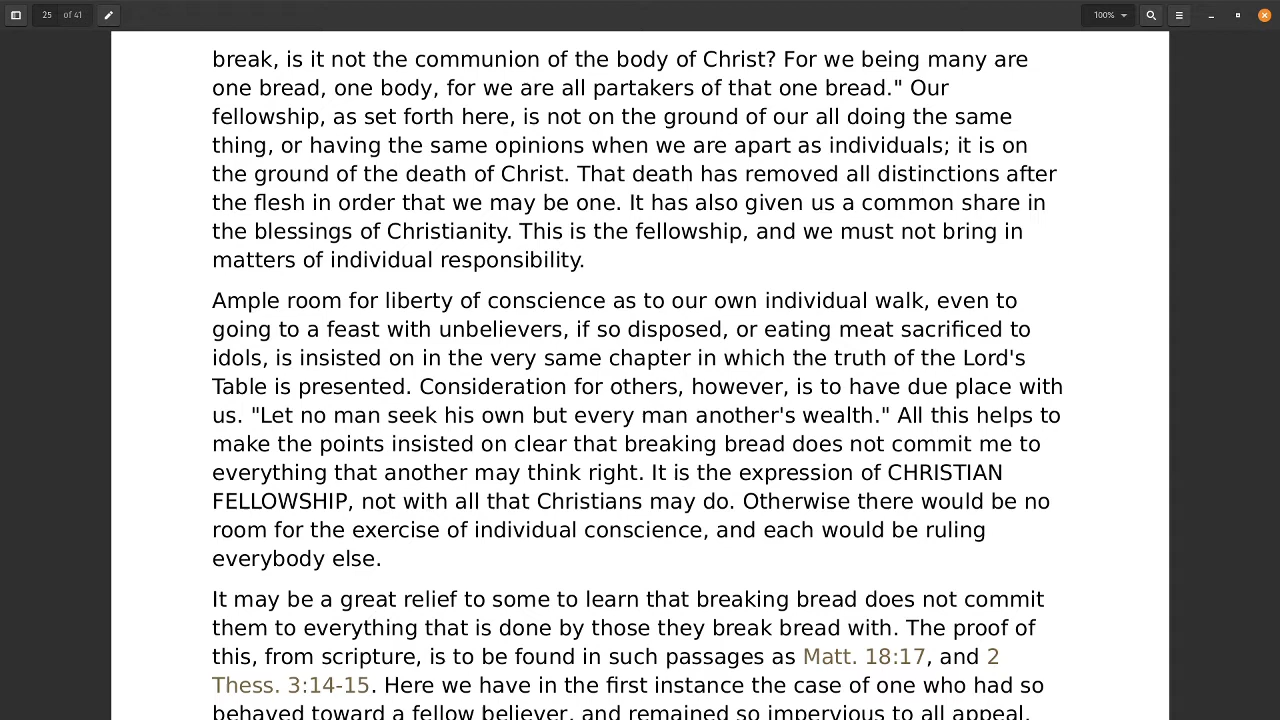 25 of 41
100%
break, is it not the communion of the body of Christ? For we being many are
one bread, one body, for we are all partakers of that one bread." Our
fellowship, as set forth here, is not on the ground of our all doing the same
thing, or having the same opinions when we are apart as individuals; it is on
the ground of the death of Christ. That death has removed all distinctions after
the flesh in order that we may be one. It has also given us a common share in
the blessings of Christianity. This is the fellowship, and we must not bring in
matters of individual responsibility.
Ample room for liberty of conscience as to our own individual walk, even to
going to a feast with unbelievers, if so disposed, or eating meat sacrificed to
idols, is insisted on in the very same chapter in which the truth of the Lord's
Table is presented. Consideration for others, however, is to have due place with
us. "Let no man seek his own but every man another's wealth." All this helps to
make the points insisted on clear that breaking bread does not commit me to
everything that another may think right. It is the expression of CHRISTIAN
FELLOWSHIP, not with all that Christians may do. Otherwise there would be no
room for the exercise of individual conscience, and each would be ruling
everybody else.
It may be a great relief to some to learn that breaking bread does not commit
them to everything that is done by those they break bread with. The proof of
this, from scripture, is to be found in such passages as Matt. 18:17, and 2
Thess. 3:14-15. Here we have in the first instance the case of one who had so
behaved toward a fellow believer, and remained so impervious to all appeal,